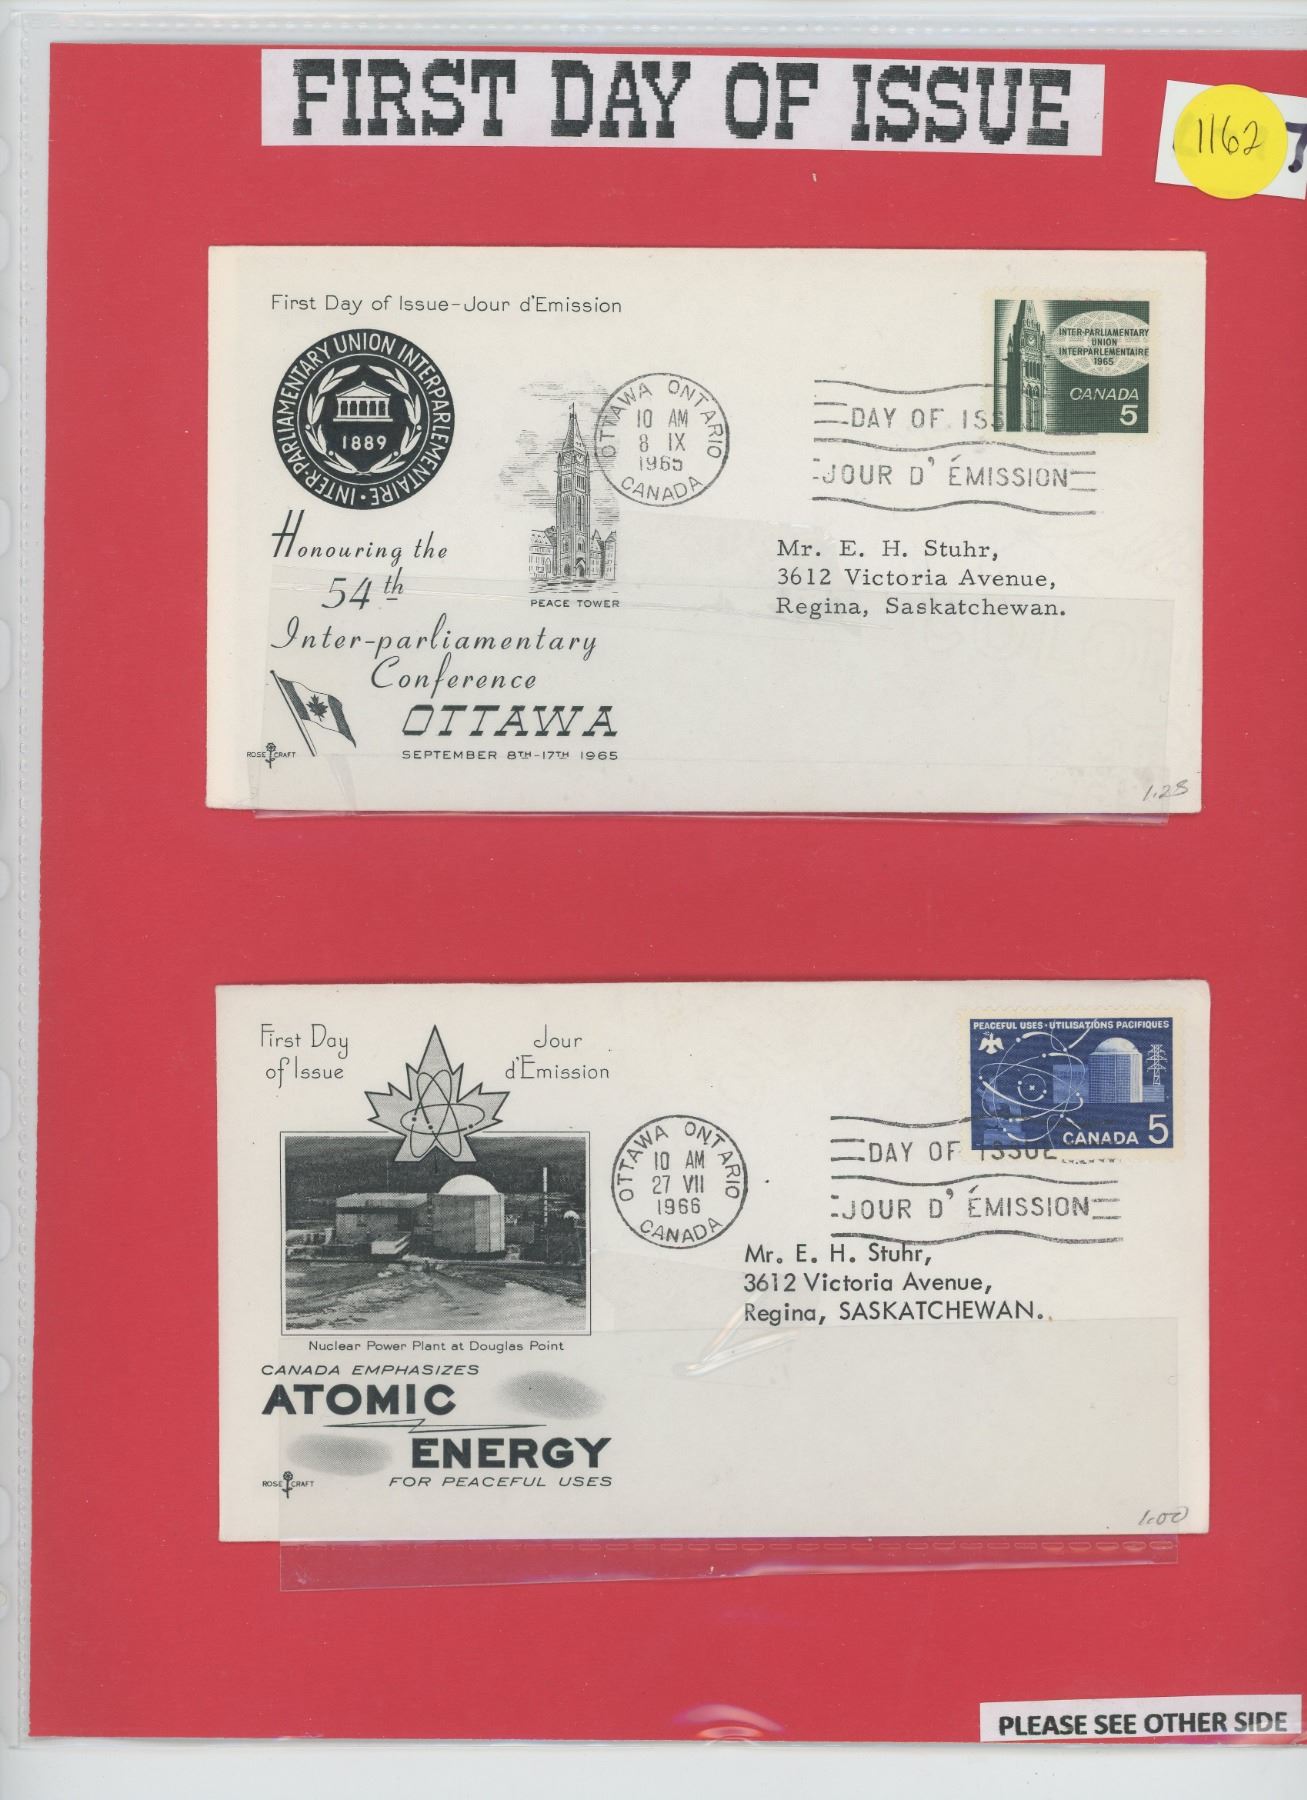 FIRST DAY OF ISSUE
1162
First Day of Issue-Jour d'Emission
INTER-PARLIAMENTARY UNION INTERPARLEMENTAIRE
1889
INTER-PARLIAMENTARY
UNION
INTERPARLEMENTAIRE
1965
CANADA
5
OTTAWA ONTARIO
10 AM
8 IX
1965
CANADA
DAY OF ISS
JOUR D' ÉMISSION
Honouring the
54th
Inter-parliamentary
Conference
OTTAWA
SEPTEMBER 8TH-17TH 1965
PEACE TOWER
ROSE CRAFT
Mr. E. H. Stuhr,
3612 Victoria Avenue,
Regina, Saskatchewan.
1.25
First Day
of Issue
Jour
d'Emission
PEACEFUL USES·UTILISATIONS PACIFIQUES
CANADA 5
OTTAWA ONTARIO
10 AM
27 VII
1966
CANADA
DAY OF ISSUE
JOUR D' ÉMISSION
Mr. E. H. Stuhr,
3612 Victoria Avenue,
Regina, SASKATCHEWAN.
Nuclear Power Plant at Douglas Point
CANADA EMPHASIZES
ATOMIC
ENERGY
FOR PEACEFUL USES
ROSE CRAFT
1.00
PLEASE SEE OTHER SIDE